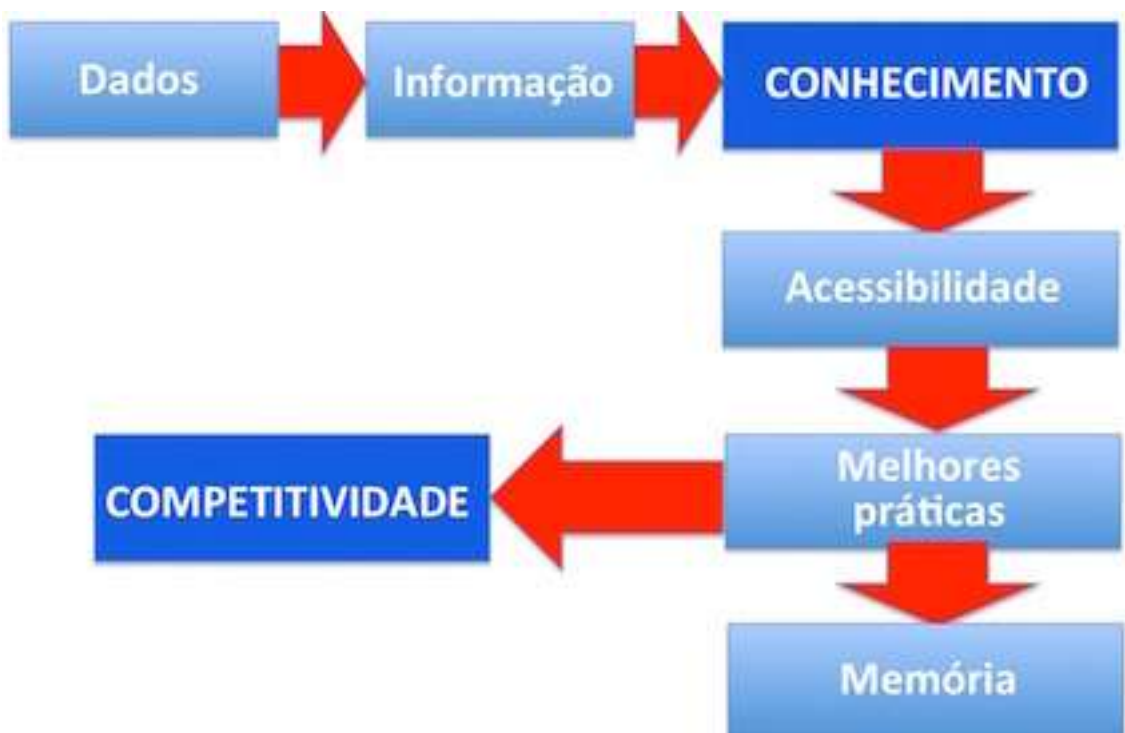 Dados
Informação
CONHECIMENTO
Acessibilidade
Melhores
práticas
COMPETITIVIDADE
Memória